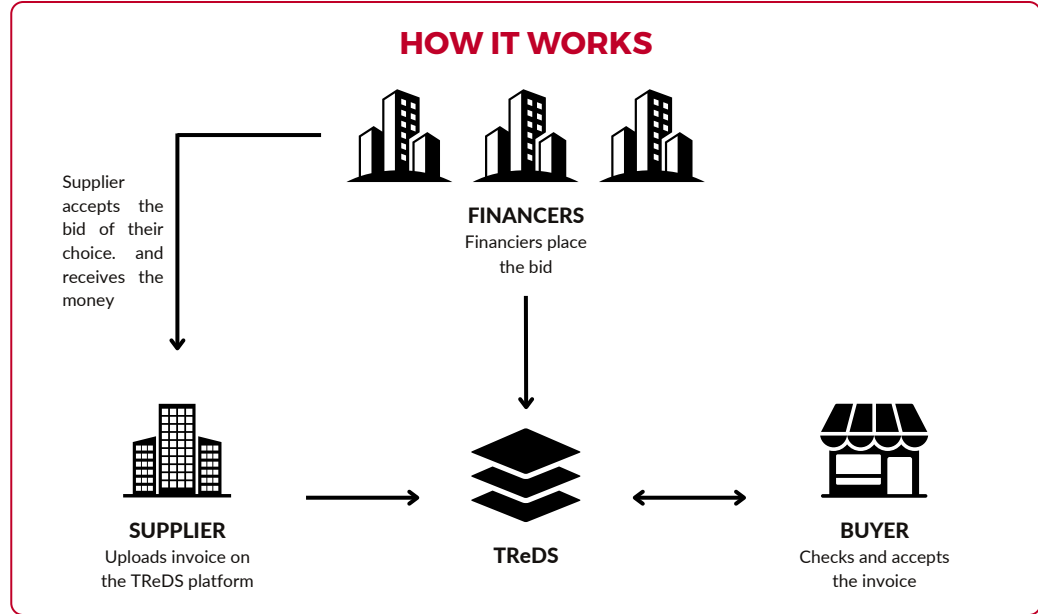 HOW IT WORKS
Supplier
accepts the
bid of their
choice. and
receives the
money
FINANCERS
Financiers place
the bid
SUPPLIER
Uploads invoice on
the TReDS platform
TReDS
BUYER
Checks and accepts
the invoice